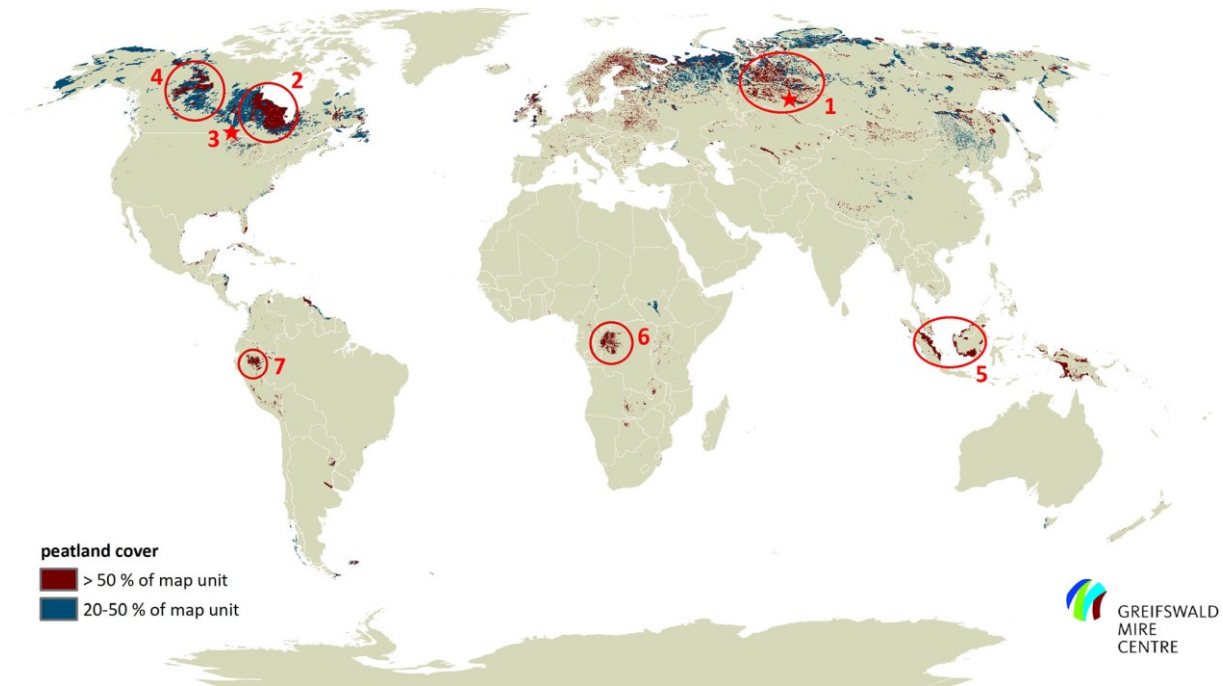 4
2
3
1
5
6
7
peatland cover
> 50 % of map unit
20-50 % of map unit
GREIFSWALD
MIRE
CENTRE